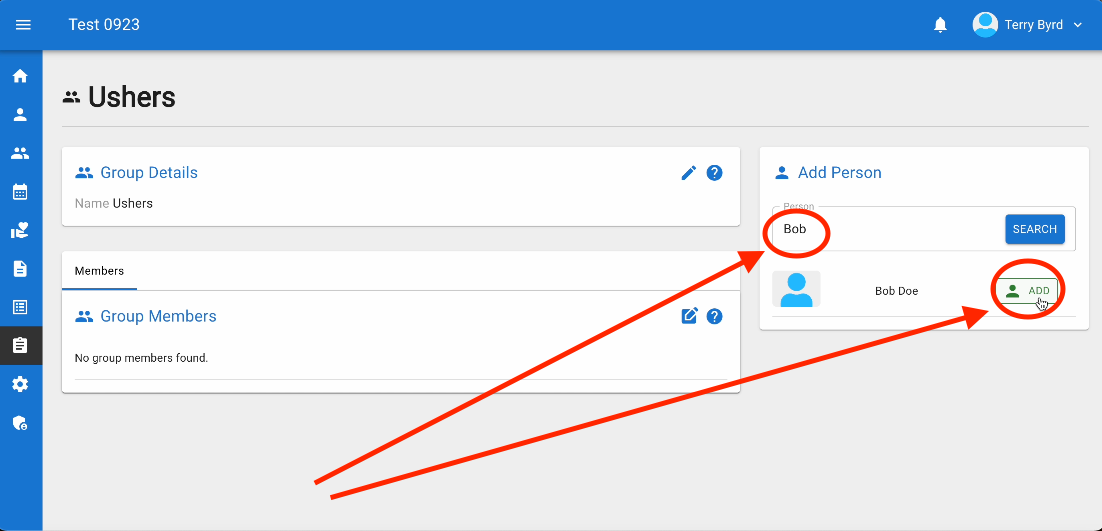 Test 0923
Terry Byrd
Ushers
Group Details
Name Ushers
Members
Group Members
No group members found.
Add Person
Person
Bob
SEARCH
Bob Doe
ADD